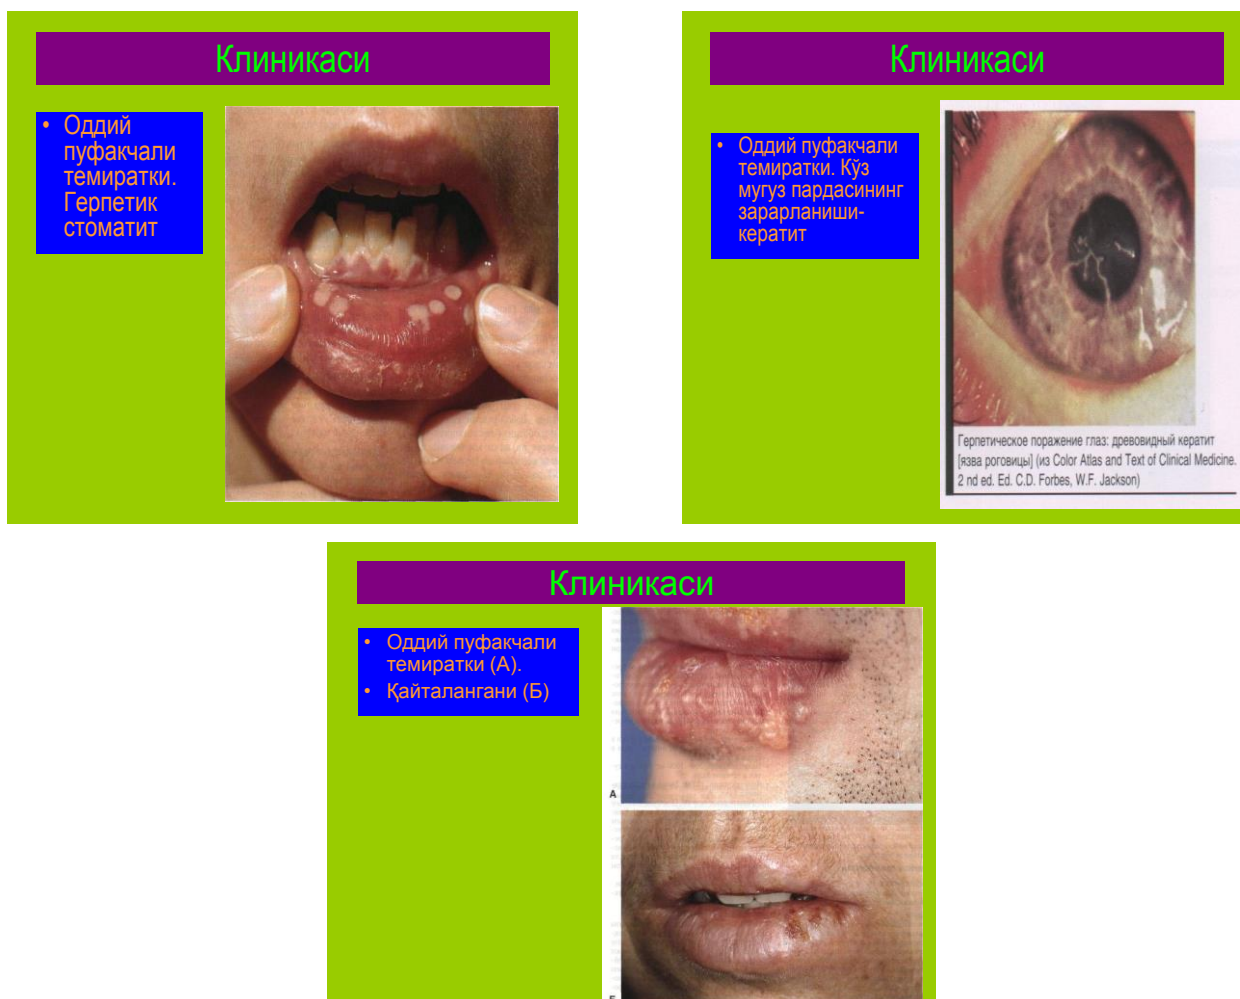 Клиникаси
• Оддий
пуфакчали
темиратки.
Герпетик
стоматит
Клиникаси
• Оддий пуфакчали
темиратки. Кўз
мугуз пардасининг
зарарланиши-
кератит
Герпетическое поражение глаз: древовидный кератит
[язва роговицы] (из Color Atlas and Text of Clinical Medicine.
2 nd ed. Ed. C.D. Forbes, W.F. Jackson)
Клиникаси
• Оддий пуфакчали
темиратки (А).
• Қайталангани (Б)
А
Б